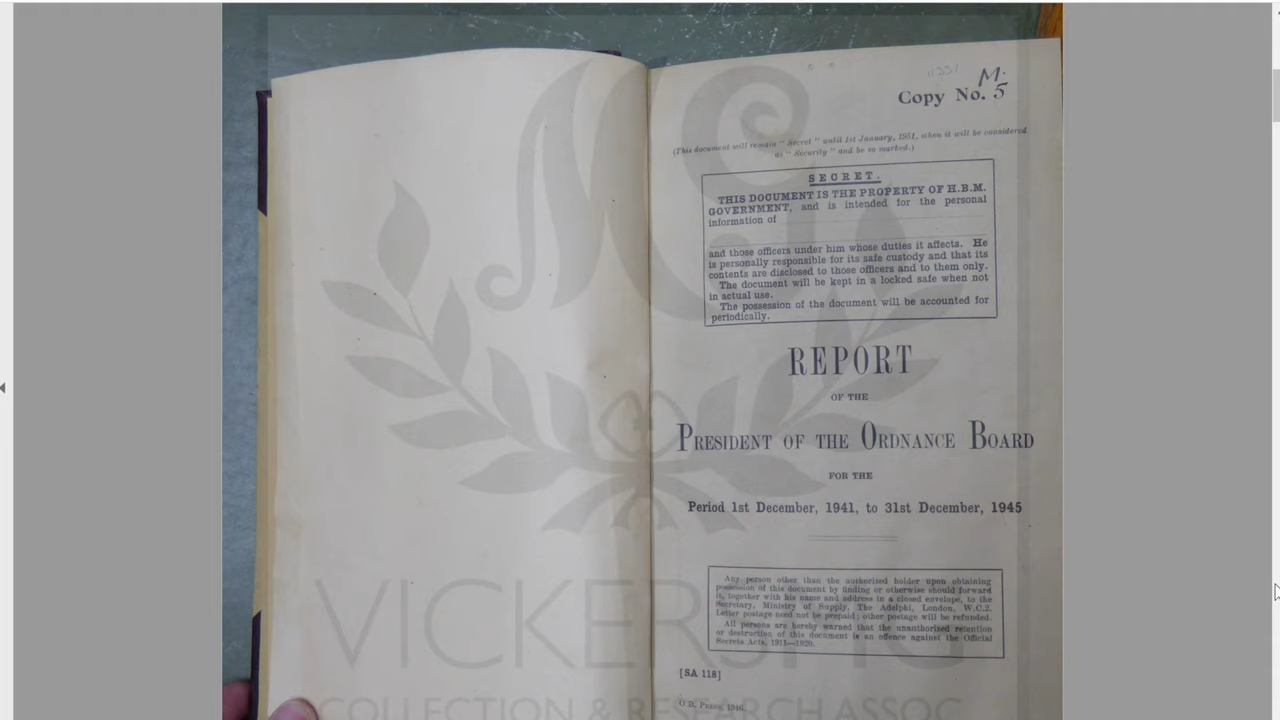 11331
M.
Copy No. 5
(This document will remain "Secret" until 1st January, 1951, when it will be considered
as "Security" and be so marked.)
SECRET.
THIS DOCUMENT IS THE PROPERTY OF H.B.M.
GOVERNMENT, and is intended for the personal
information of
and those officers under him whose duties it affects. He
is personally responsible for its safe custody and that its
contents are disclosed to those officers and to them only.
The document will be kept in a locked safe when not
in actual use.
The possession of the document will be accounted for
periodically.
REPORT
OF THE
PRESIDENT OF THE ORDNANCE BOARD
FOR THE
Period 1st December, 1941, to 31st December, 1945
Any person other than the authorized holder upon obtaining
possession of this document by finding or otherwise should forward
it, together with his name and address in a closed envelope, to the
Secretary, Ministry of Supply, The Adelphi, London, W.C.2.
Letter postage need not be prepaid; other postage will be refunded.
All persons are hereby warned that the unauthorized retention
or destruction of this document is an offence against the Official
Secrets Acts, 1911—1920.
[SA 118]
O.B. Press, 1946.
VICKERS MG
COLLECTION & RESEARCH ASSOC